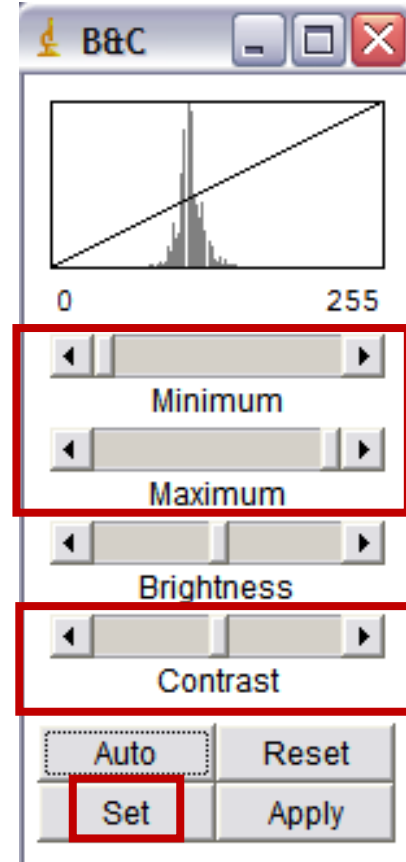 B&C
0 255
Minimum
Maximum
Brightness
Contrast
Auto Reset
Set Apply